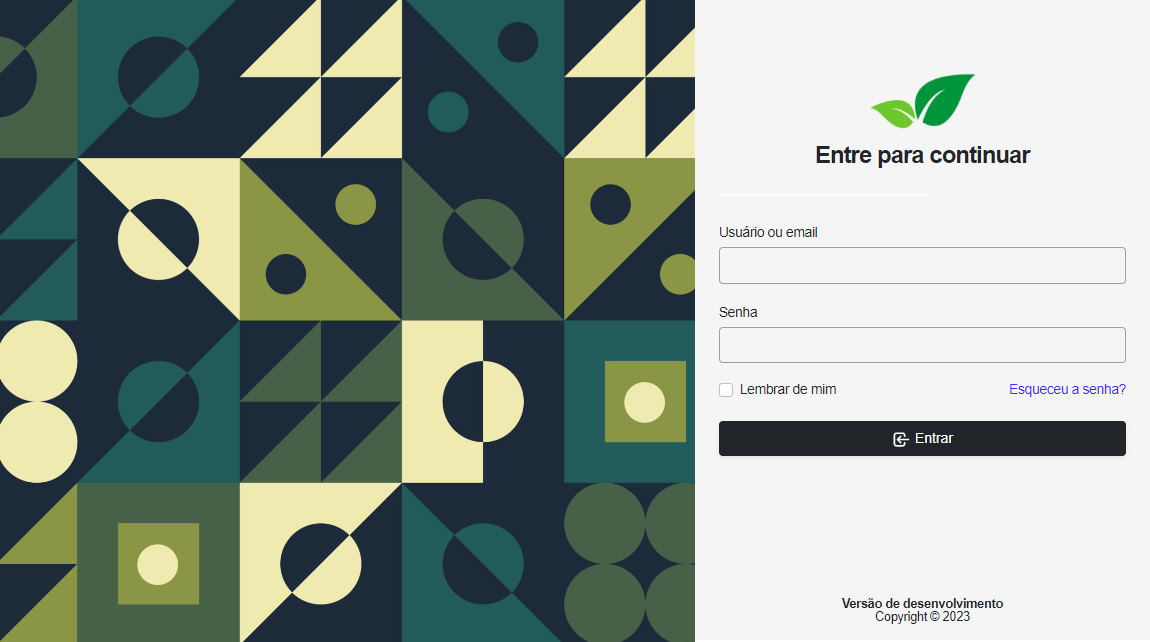 Entre para continuar
Usuário ou email
Senha
Lembrar de mim
Esqueceu a senha?
Entrar
Versão de desenvolvimento
Copyright © 2023